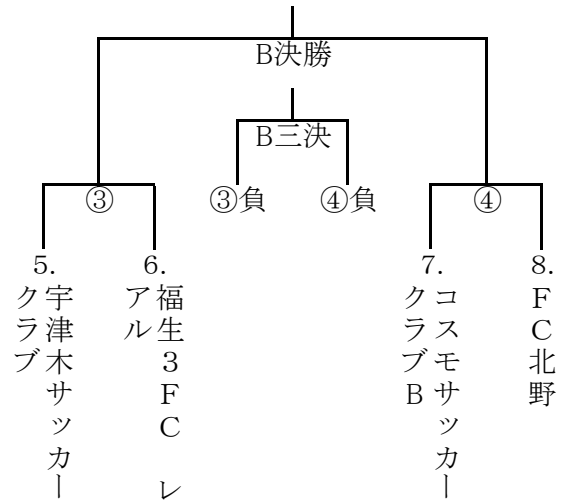 B決勝
B三決
③
③負
④負
④
5.
宇津木サッカー
クラブ
6.
福生３ＦＣ　レ
アル
7.
コスモサッカー
クラブB
8.
ＦＣ北野